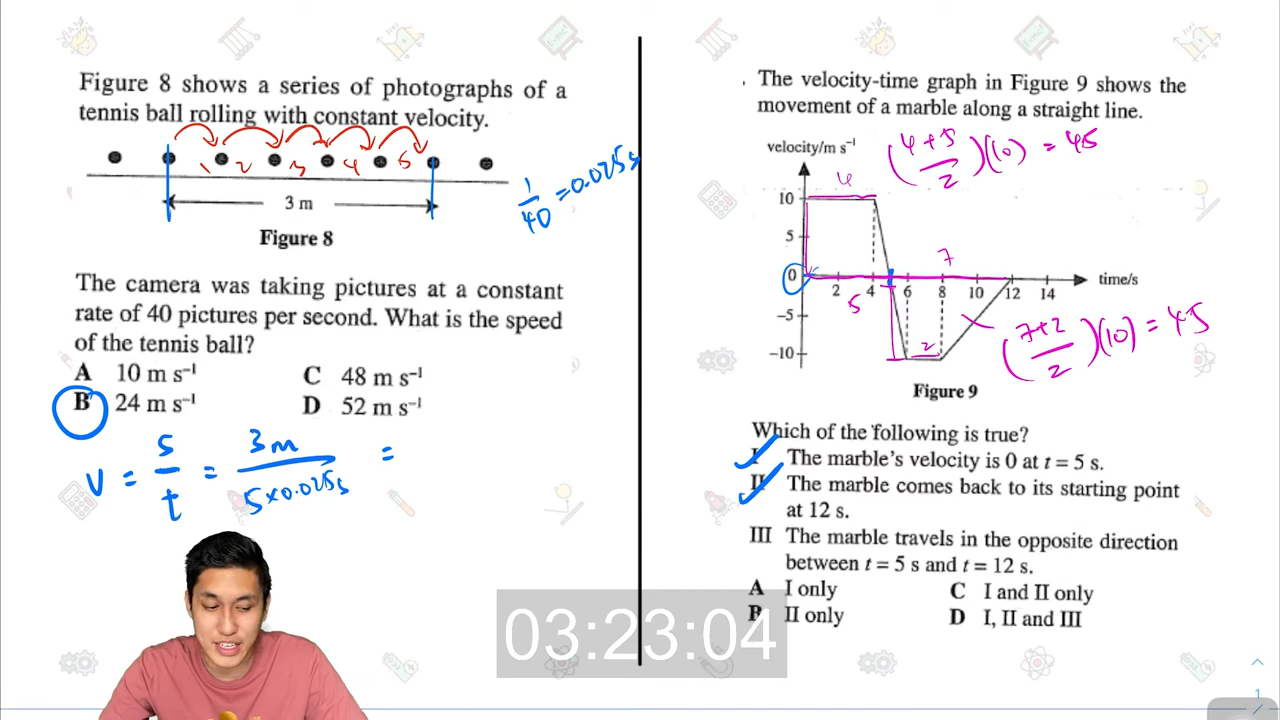 Figure 8 shows a series of photographs of a
tennis ball rolling with constant velocity.
1 2 3 4 5
1/40 = 0.025s
3 m
Figure 8
The camera was taking pictures at a constant
rate of 40 pictures per second. What is the speed
of the tennis ball?
A 10 m s⁻¹ C 48 m s⁻¹
B 24 m s⁻¹ D 52 m s⁻¹
v = s/t = 3m/5×0.025s =
The velocity-time graph in Figure 9 shows the
movement of a marble along a straight line.
velocity/m s⁻¹
(4+5/2)(10) = 45
4
10
5
7
0
time/s
2 4 6 8 10 12 14
5
-5
2
-10
(7+2/2)(10) = 45
Figure 9
Which of the following is true?
I The marble's velocity is 0 at t = 5 s.
II The marble comes back to its starting point
at 12 s.
III The marble travels in the opposite direction
between t = 5 s and t = 12 s.
A I only C I and II only
B II only D I, II and III
03:23:04
1